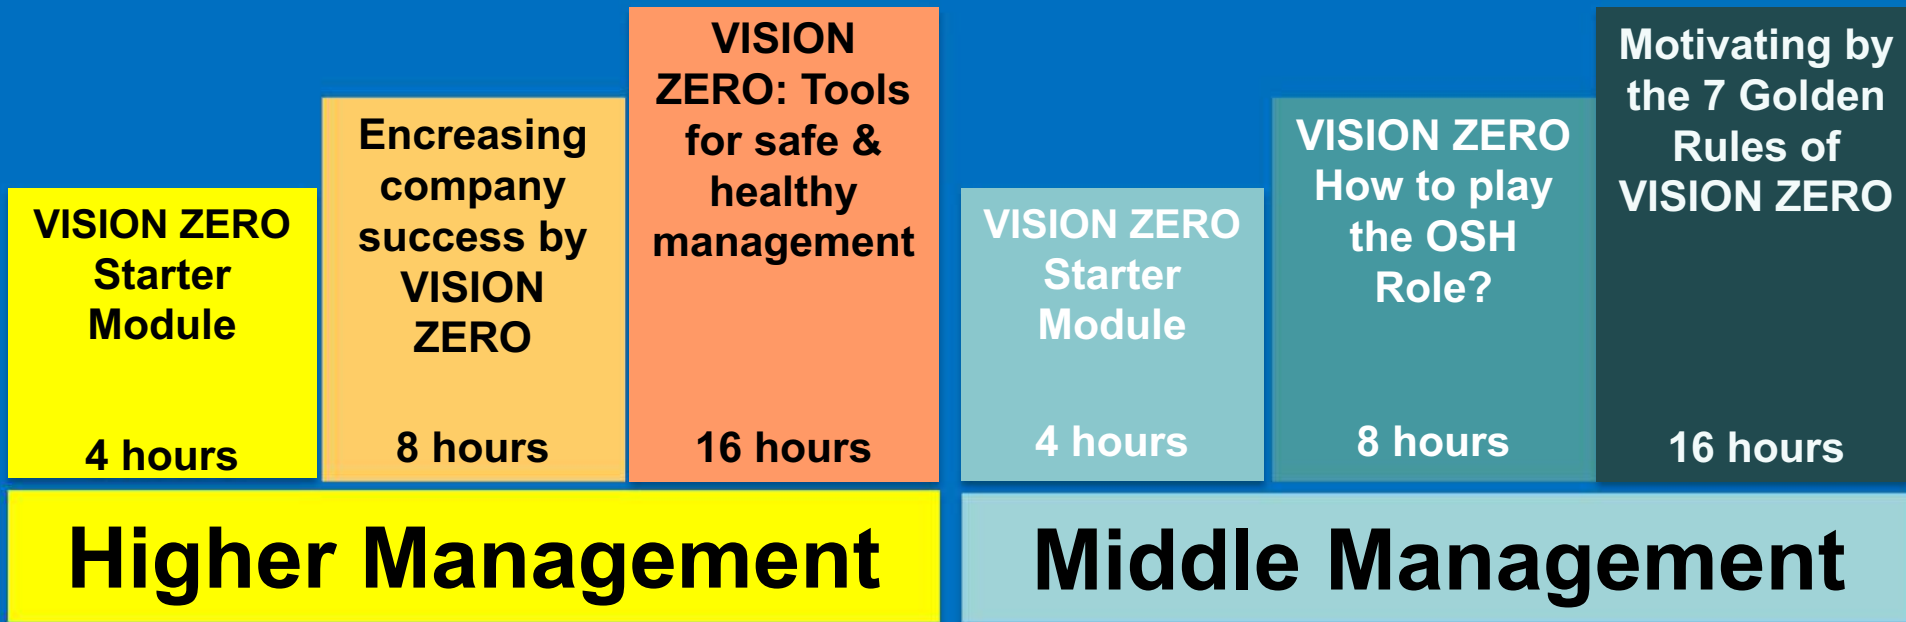 VISION ZERO
Starter
Module
4 hours
Encreasing
company
success by
VISION
ZERO
8 hours
VISION
ZERO: Tools
for safe &
healthy
management
16 hours
Higher Management
VISION ZERO
Starter
Module
4 hours
VISION ZERO
How to play
the OSH
Role?
8 hours
Motivating by
the 7 Golden
Rules of
VISION ZERO
16 hours
Middle Management